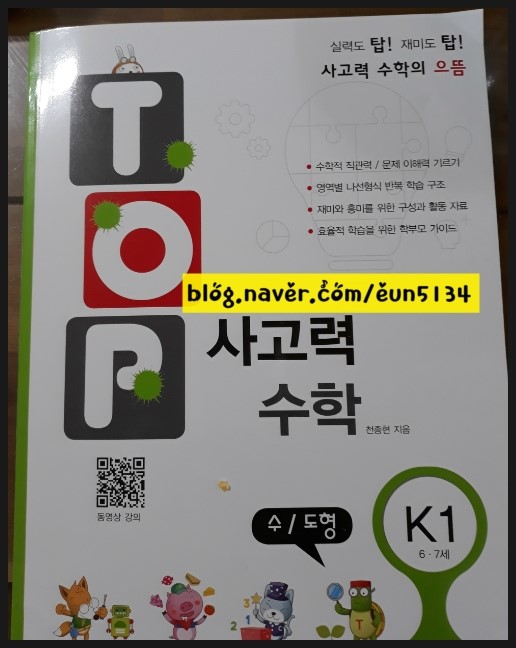 실력도 탑! 재미도 탑!
사고력 수학의 으뜸
TOP
• 수학적 직관력 / 문제 이해력 기르기
• 영역별 나선형식 반복 학습 구조
• 재미와 흥미를 위한 구성과 활동 자료
• 효율적 학습을 위한 학부모 가이드
blog.naver.com/eun5134
사고력
수학
천종현 지음
동영상 강의
수 / 도형
K1
6·7세
3
2
1
T